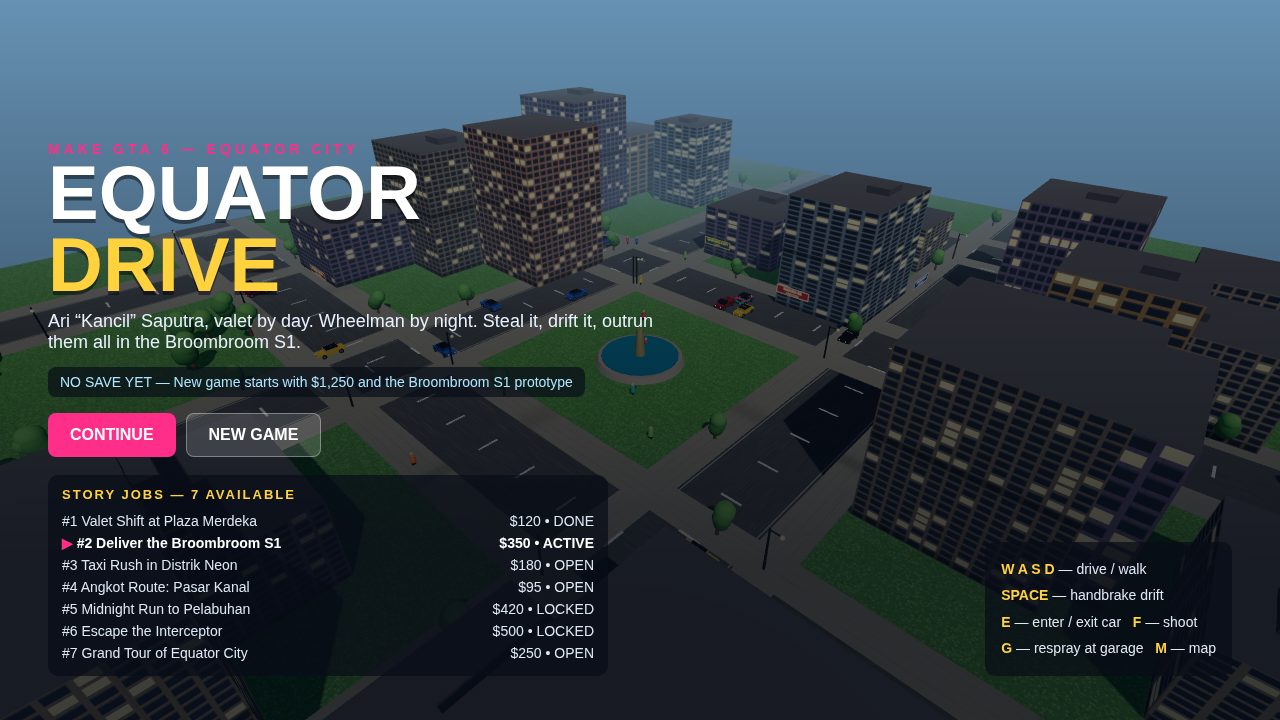 MAKE GTA 6 — EQUATOR CITY
EQUATOR
DRIVE
Ari “Kancil” Saputra, valet by day. Wheelman by night. Steal it, drift it, outrun
them all in the Broombroom S1.
NO SAVE YET — New game starts with $1,250 and the Broombroom S1 prototype
CONTINUE NEW GAME
STORY JOBS — 7 AVAILABLE
#1 Valet Shift at Plaza Merdeka $120 • DONE
▶ #2 Deliver the Broombroom S1 $350 • ACTIVE
#3 Taxi Rush in Distrik Neon $180 • OPEN
#4 Angkot Route: Pasar Kanal $95 • OPEN
#5 Midnight Run to Pelabuhan $420 • LOCKED
#6 Escape the Interceptor $500 • LOCKED
#7 Grand Tour of Equator City $250 • OPEN
W A S D — drive / walk
SPACE — handbrake drift
E — enter / exit car F — shoot
G — respray at garage M — map